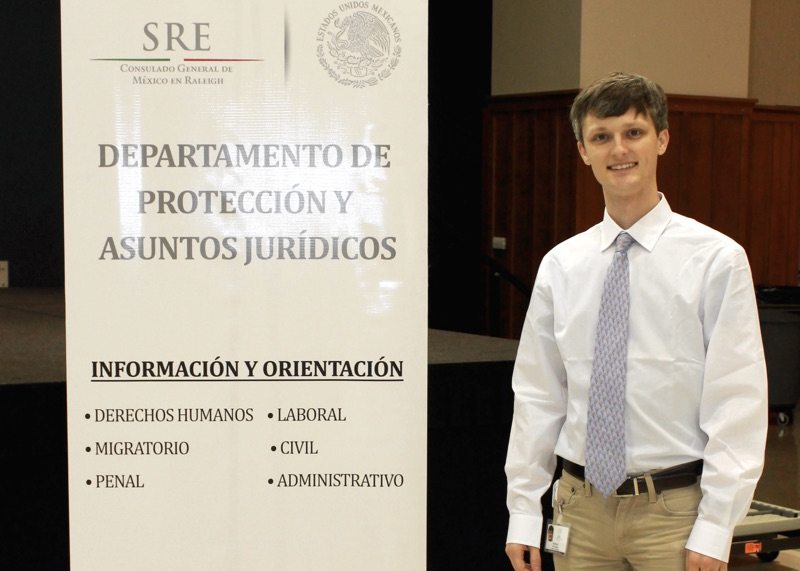 SRE
CONSULADO GENERAL DE
MÉXICO EN RALEIGH
ESTADOS UNIDOS MEXICANOS
DEPARTAMENTO DE
PROTECCIÓN Y
ASUNTOS JURÍDICOS
INFORMACIÓN Y ORIENTACIÓN
• DERECHOS HUMANOS
• MIGRATORIO
• PENAL
• LABORAL
• CIVIL
• ADMINISTRATIVO